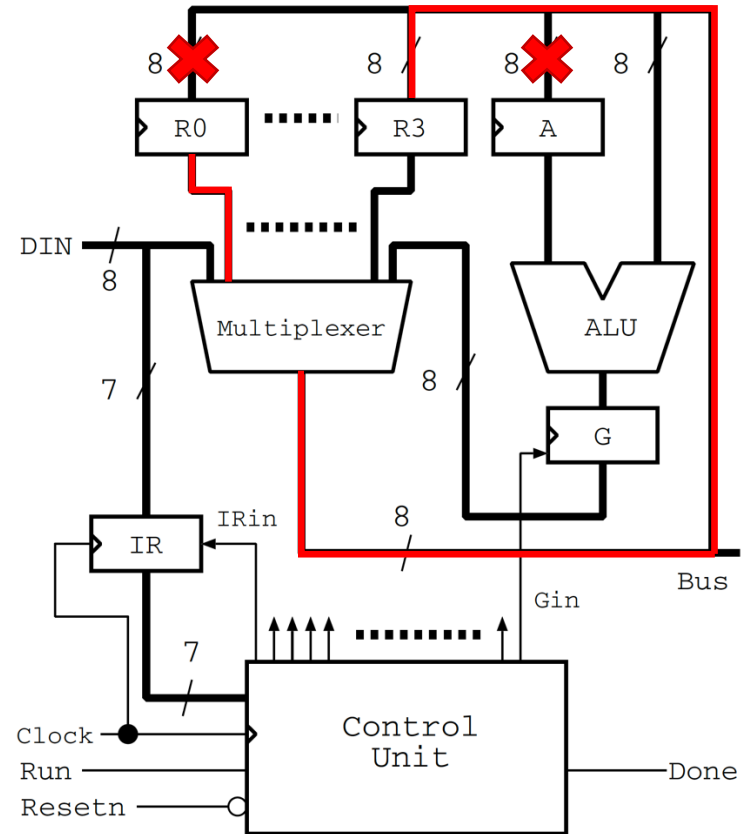 8 8 8 8
R0 R3 A
DIN
8
Multiplexer ALU
7 8
G
IRin 8
IR
Bus
Gin
7
Control
Unit
Clock
Run Done
Resetn